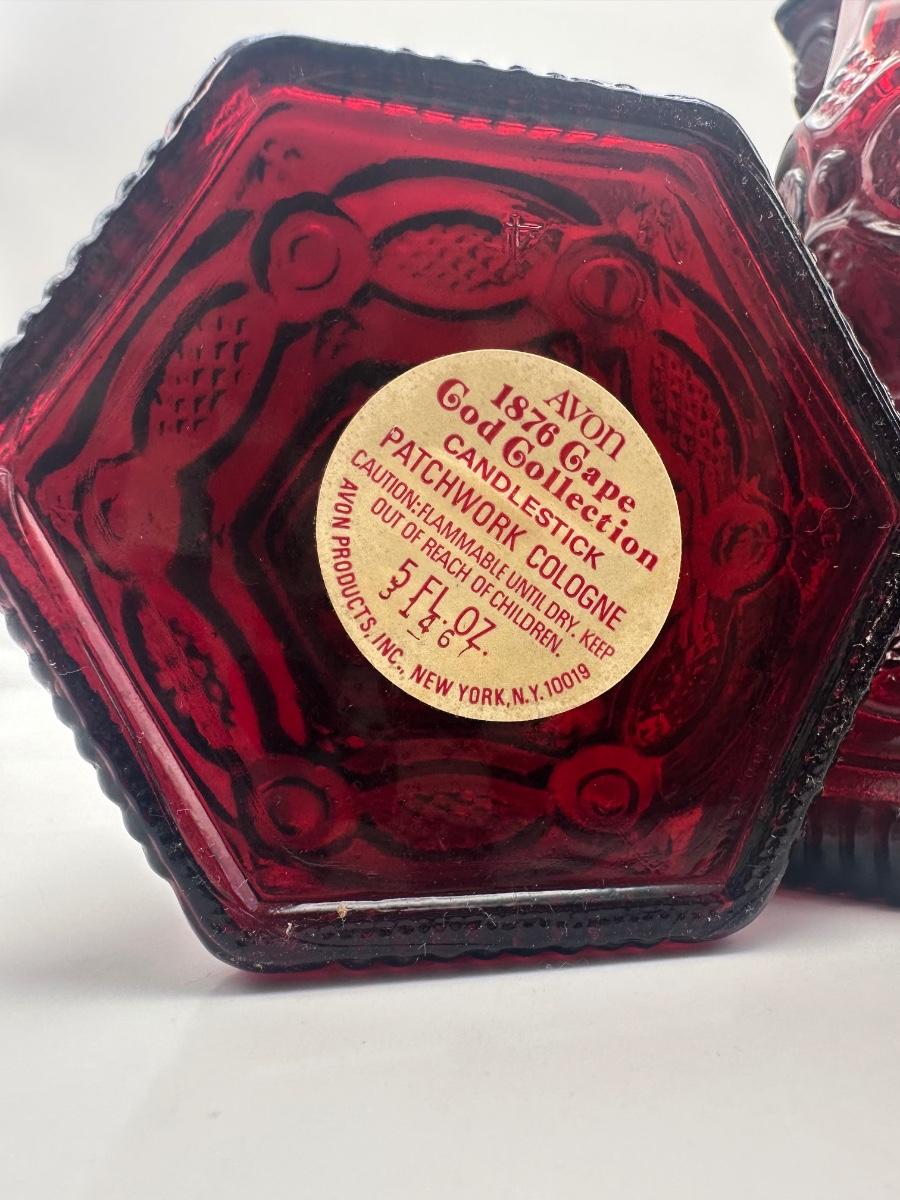 AVON
1876 Cape
Cod Collection
CANDLESTICK
PATCHWORK COLOGNE
CAUTION: FLAMMABLE UNTIL DRY. KEEP
OUT OF REACH OF CHILDREN.
5 FL. OZ.
AVON PRODUCTS, INC., NEW YORK, N.Y. 10019